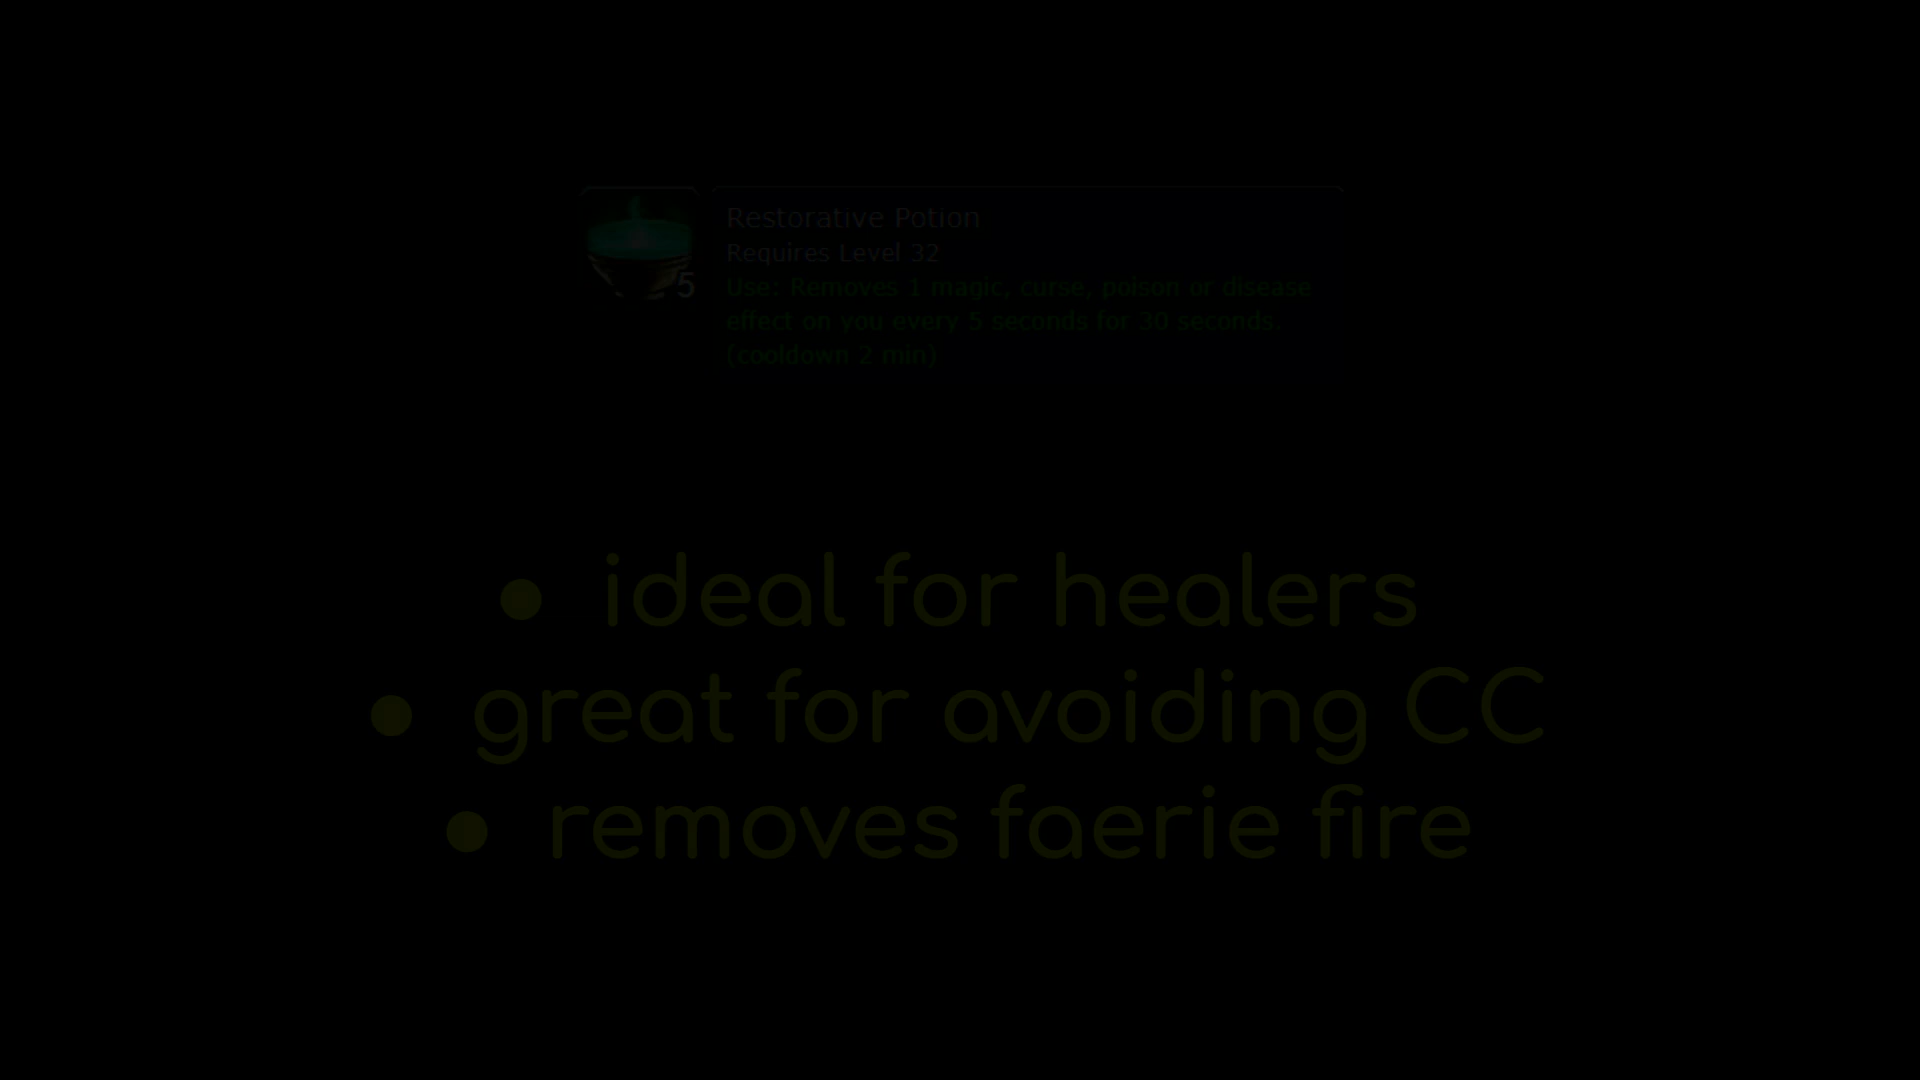 5
Restorative Potion
Requires Level 32
Use: Removes 1 magic, curse, poison or disease
effect on you every 5 seconds for 30 seconds.
(cooldown 2 min)
● ideal for healers
● great for avoiding CC
● removes faerie fire